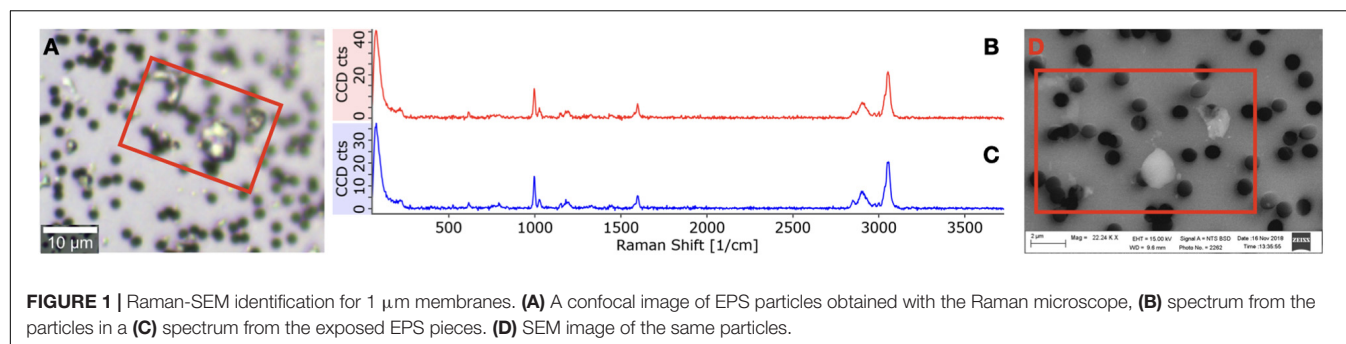 A
10 μm
CCD cts
0
20
40
B
CCD cts
0
10
20
30
C
500 1000 1500 2000 2500 3000 3500
Raman Shift [1/cm]
D
2 μm
Mag = 22.24 K X
EHT = 15.00 kV
WD = 9.6 mm
Signal A = NTS BSD
Photo No. = 2262
Date :16 Nov 2018
Time :13:35:55
ZEISS
FIGURE 1 | Raman-SEM identification for 1 μm membranes. (A) A confocal image of EPS particles obtained with the Raman microscope, (B) spectrum from the
particles in a (C) spectrum from the exposed EPS pieces. (D) SEM image of the same particles.